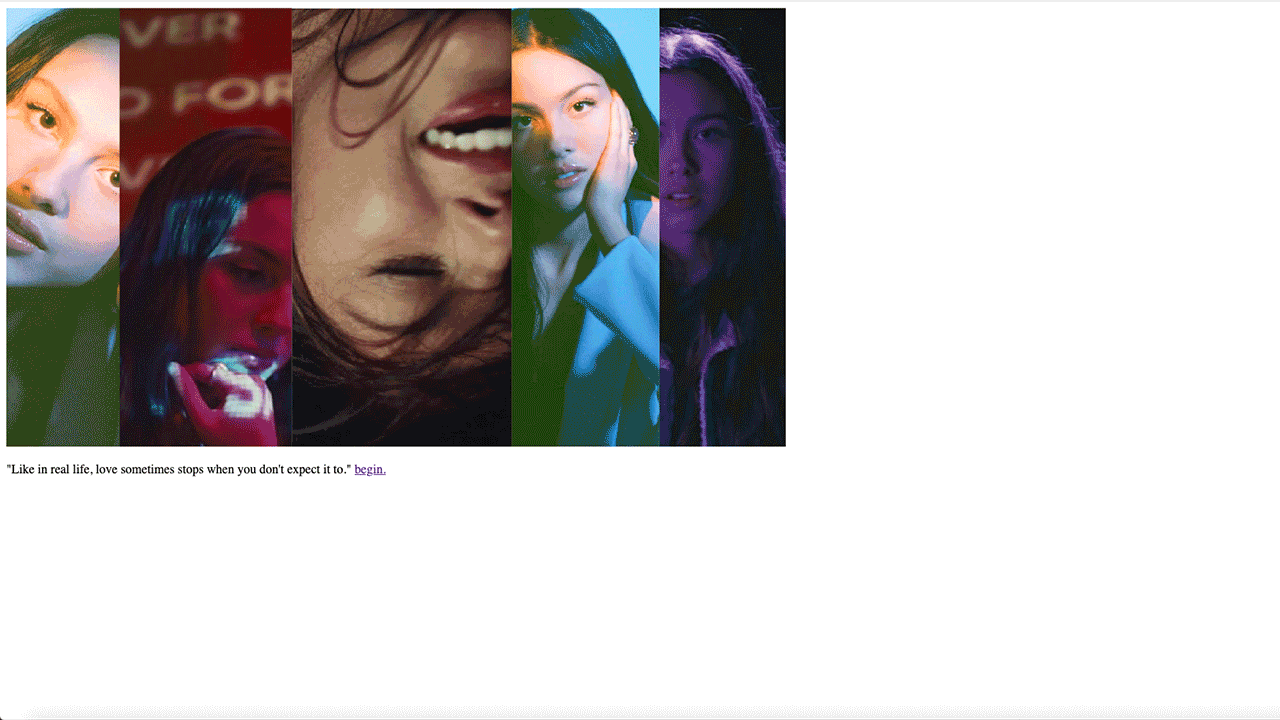 VER
O FOR
"Like in real life, love sometimes stops when you don't expect it to." begin.